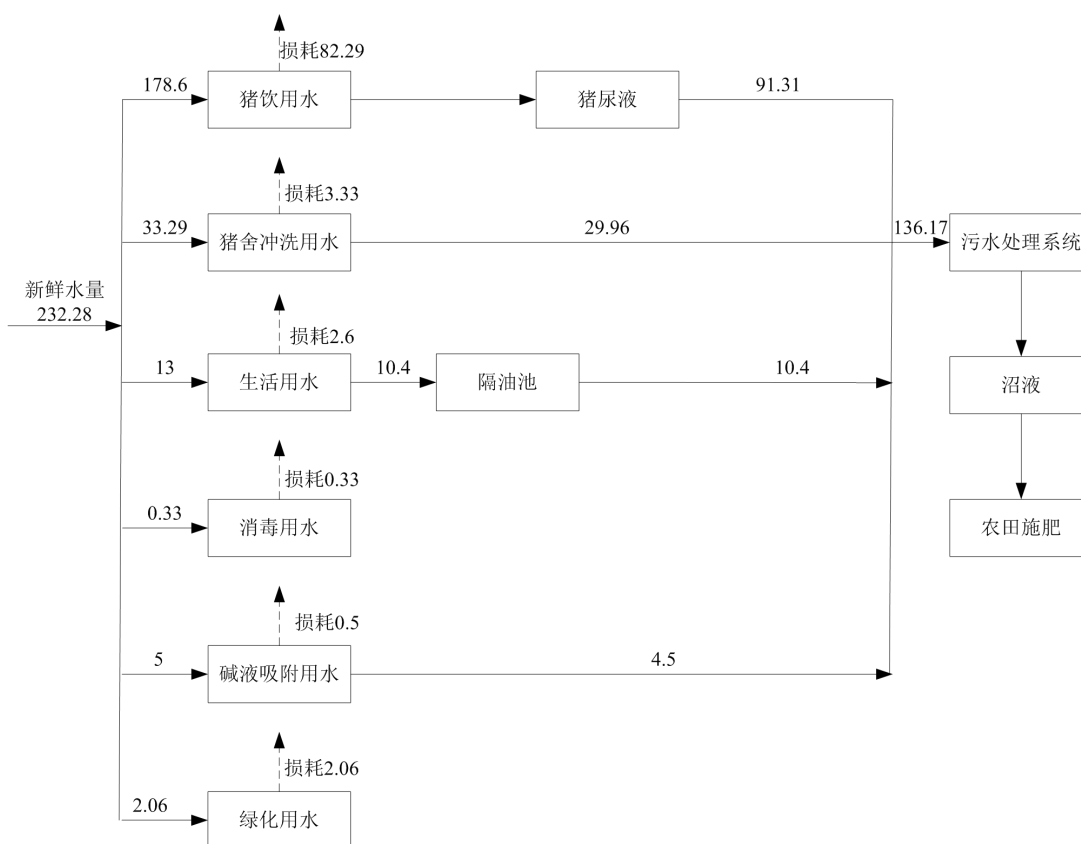 损耗82.29
178.6
猪饮用水
猪尿液
91.31
损耗3.33
33.29
猪舍冲洗用水
29.96
136.17
污水处理系统
新鲜水量
232.28
损耗2.6
13
生活用水
10.4
隔油池
10.4
沼液
损耗0.33
0.33
消毒用水
农田施肥
损耗0.5
5
碱液吸附用水
4.5
损耗2.06
2.06
绿化用水